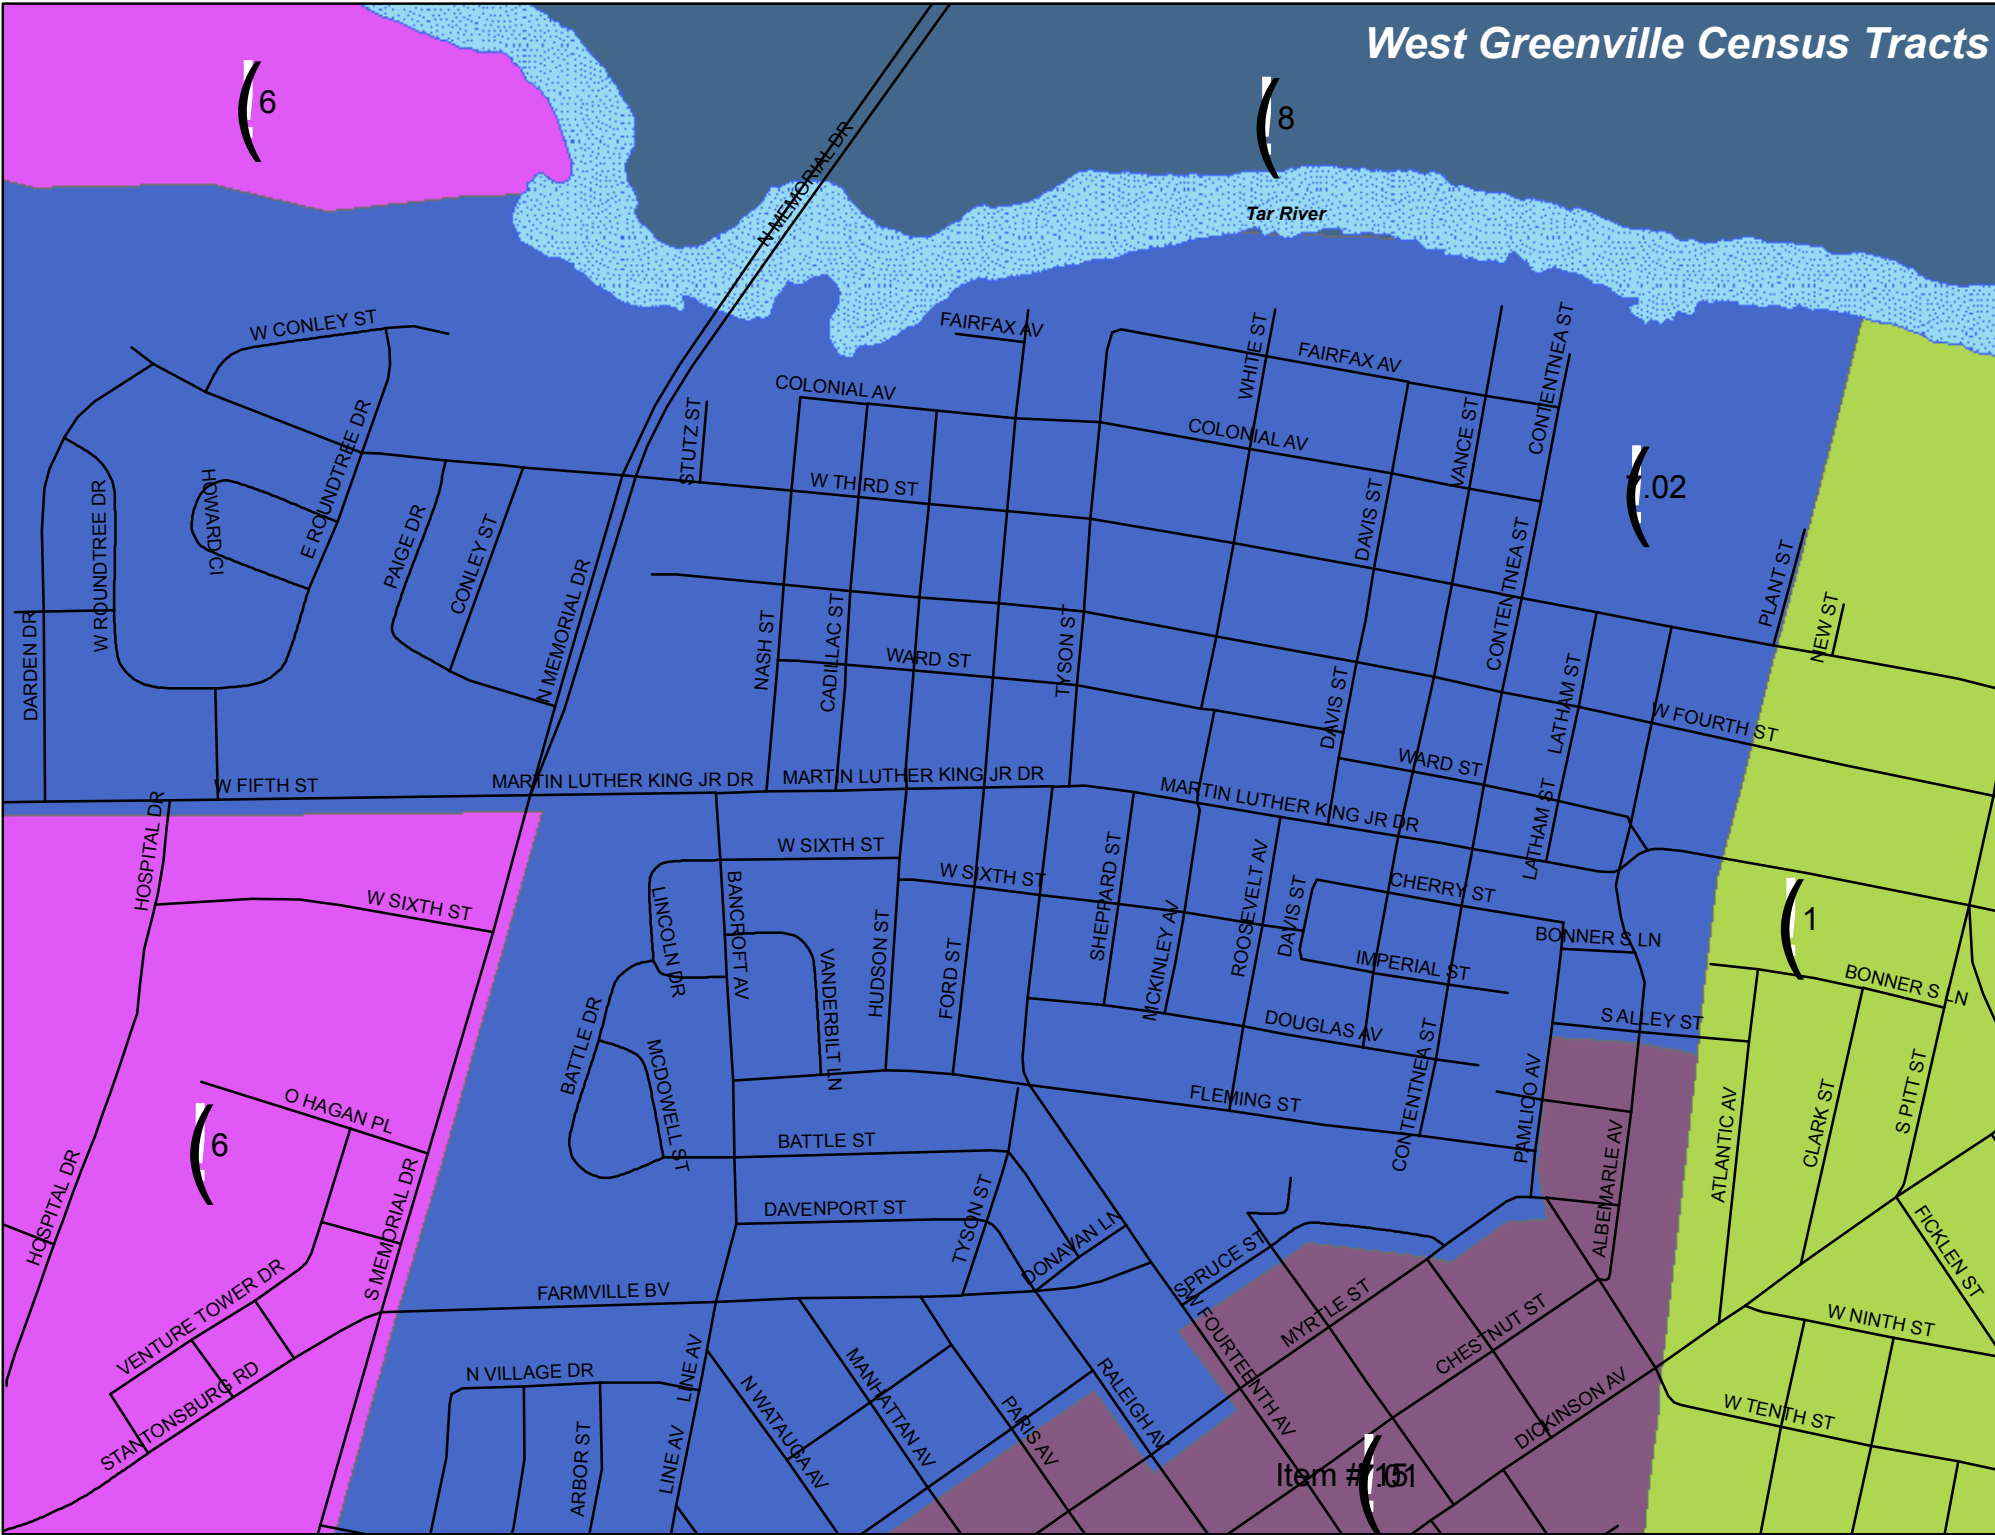 West Greenville Census Tracts
6
8
N MEMORIAL DR
Tar River
W CONLEY ST
FAIRFAX AV
WHITE ST
FAIRFAX AV
CONTENTNEA ST
COLONIAL AV
STUTZ ST
COLONIAL AV
VANCE ST
E ROUNDTREE DR
W THIRD ST
.02
HOWARD CI
W ROUNDTREE DR
PAIGE DR
CONLEY ST
DAVIS ST
CONTENTNEA ST
PLANT ST
NEW ST
N MEMORIAL DR
NASH ST
CADILLAC ST
WARD ST
TYSON ST
DARDEN DR
DAVIS ST
LATHAM ST
W FOURTH ST
WARD ST
W FIFTH ST
MARTIN LUTHER KING JR DR
MARTIN LUTHER KING JR DR
MARTIN LUTHER KING JR DR
LATHAM ST
HOSPITAL DR
W SIXTH ST
W SIXTH ST
W SIXTH ST
LINCOLN DR
BANCROFT AV
SHEPPARD ST
ROOSEVELT AV
DAVIS ST
CHERRY ST
1
BONNER S LN
HUDSON ST
FORD ST
VANDERBILT LN
MCKINLEY AV
IMPERIAL ST
BONNER S LN
S ALLEY ST
DOUGLAS AV
BATTLE DR
MCDOWELL ST
CONTENTNEA ST
PAMLICO AV
O HAGAN PL
6
FLEMING ST
ATLANTIC AV
CLARK ST
S PITT ST
BATTLE ST
ALBEMARLE AV
HOSPITAL DR
S MEMORIAL DR
DAVENPORT ST
TYSON ST
DONAVAN LN
SPRUCE ST
FICKLEN ST
VENTURE TOWER DR
FARMVILLE BV
W FOURTEENTH AV
MYRTLE ST
CHESTNUT ST
W NINTH ST
STANTONSBURG RD
N VILLAGE DR
LINE AV
N WATAUGA AV
MANHATTAN AV
PARIS AV
RALEIGH AV
DICKINSON AV
W TENTH ST
ARBOR ST
LINE AV
Item #